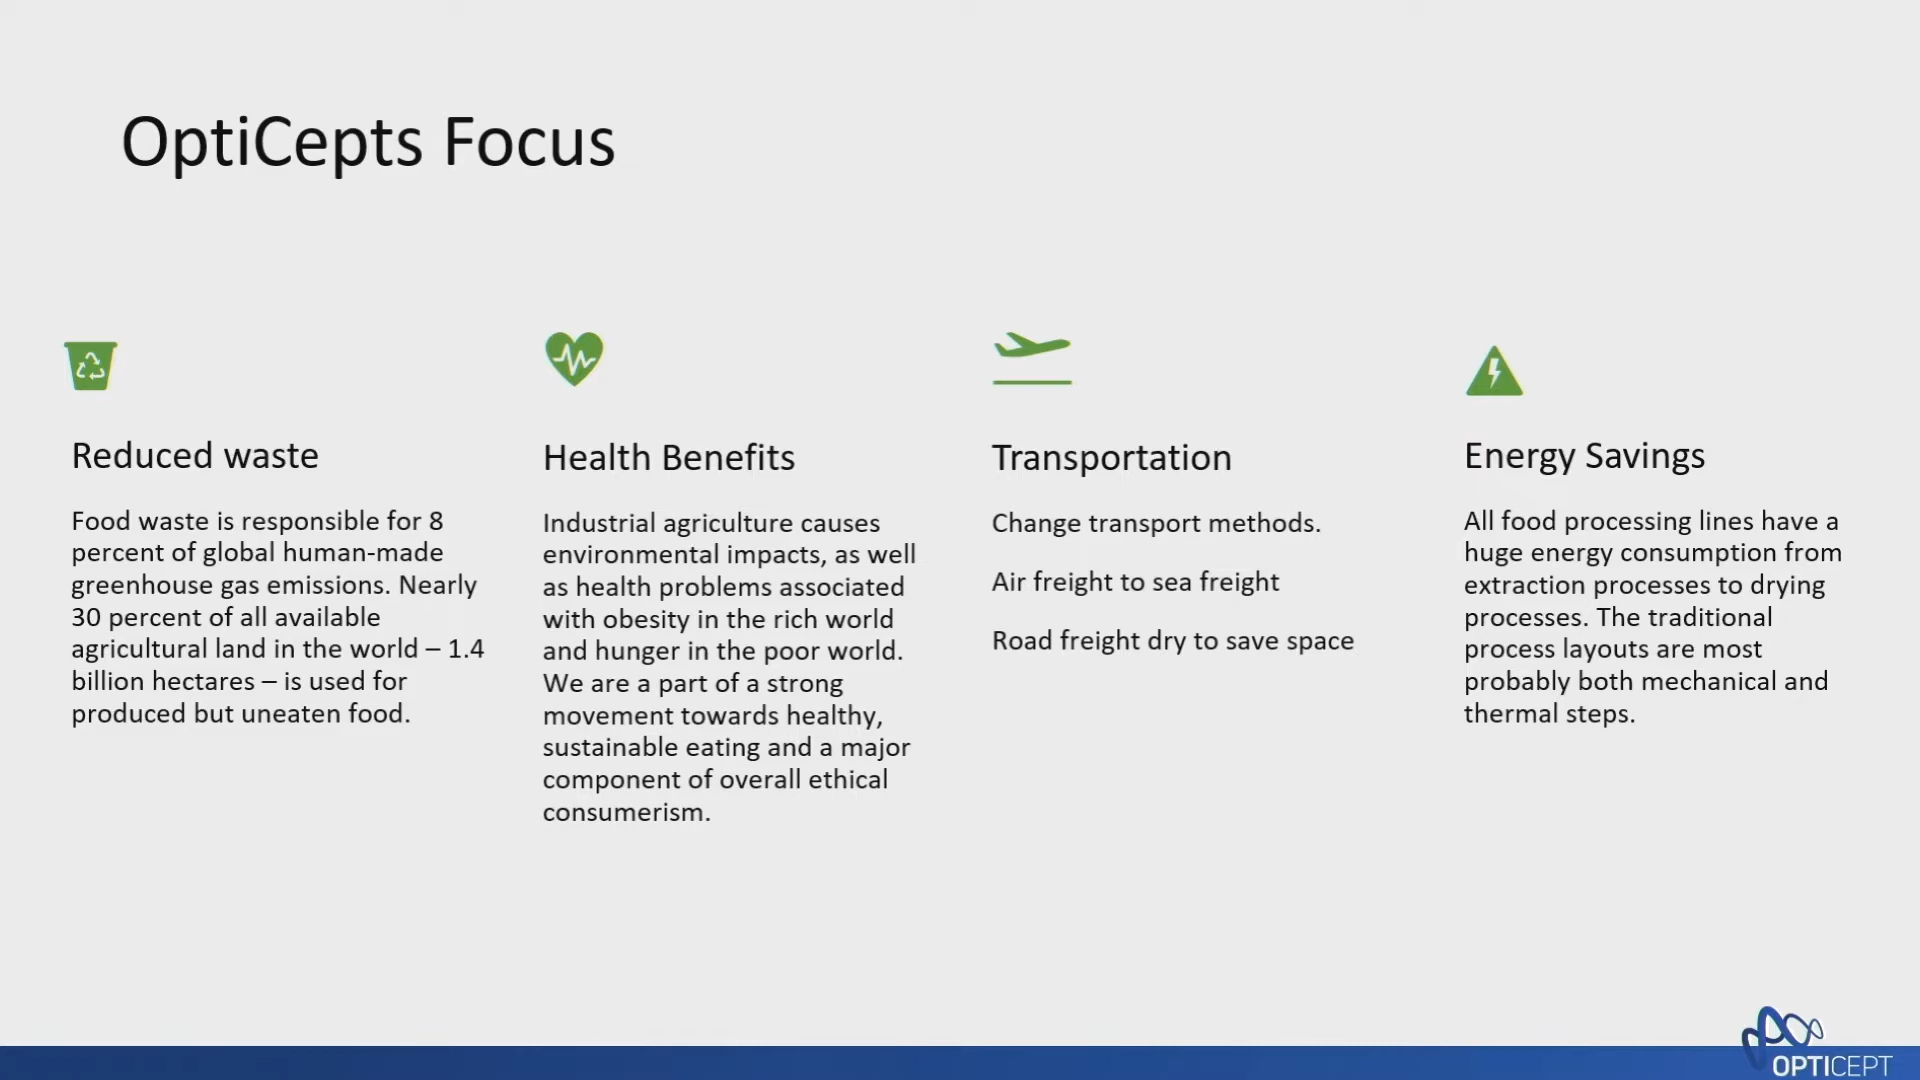 OptiCepts Focus
Reduced waste
Food waste is responsible for 8
percent of global human-made
greenhouse gas emissions. Nearly
30 percent of all available
agricultural land in the world – 1.4
billion hectares – is used for
produced but uneaten food.
Health Benefits
Industrial agriculture causes
environmental impacts, as well
as health problems associated
with obesity in the rich world
and hunger in the poor world.
We are a part of a strong
movement towards healthy,
sustainable eating and a major
component of overall ethical
consumerism.
Transportation
Change transport methods.
Air freight to sea freight
Road freight dry to save space
Energy Savings
All food processing lines have a
huge energy consumption from
extraction processes to drying
processes. The traditional
process layouts are most
probably both mechanical and
thermal steps.
OPTICEPT